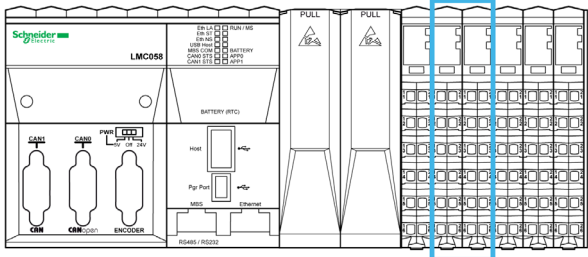 Schneider
Electric
LMC058
Eth LA RUN / MS
Eth ST
Eth NS
USB Host
MBS COM BATTERY
CAN0 STS APP0
CAN1 STS APP1
PULL PULL
BATTERY (RTC)
CAN1 CAN0 PWR
5V Off 24V
Host
Pgr Port
MBS Ethernet
CAN CANopen ENCODER
RS485 / RS232